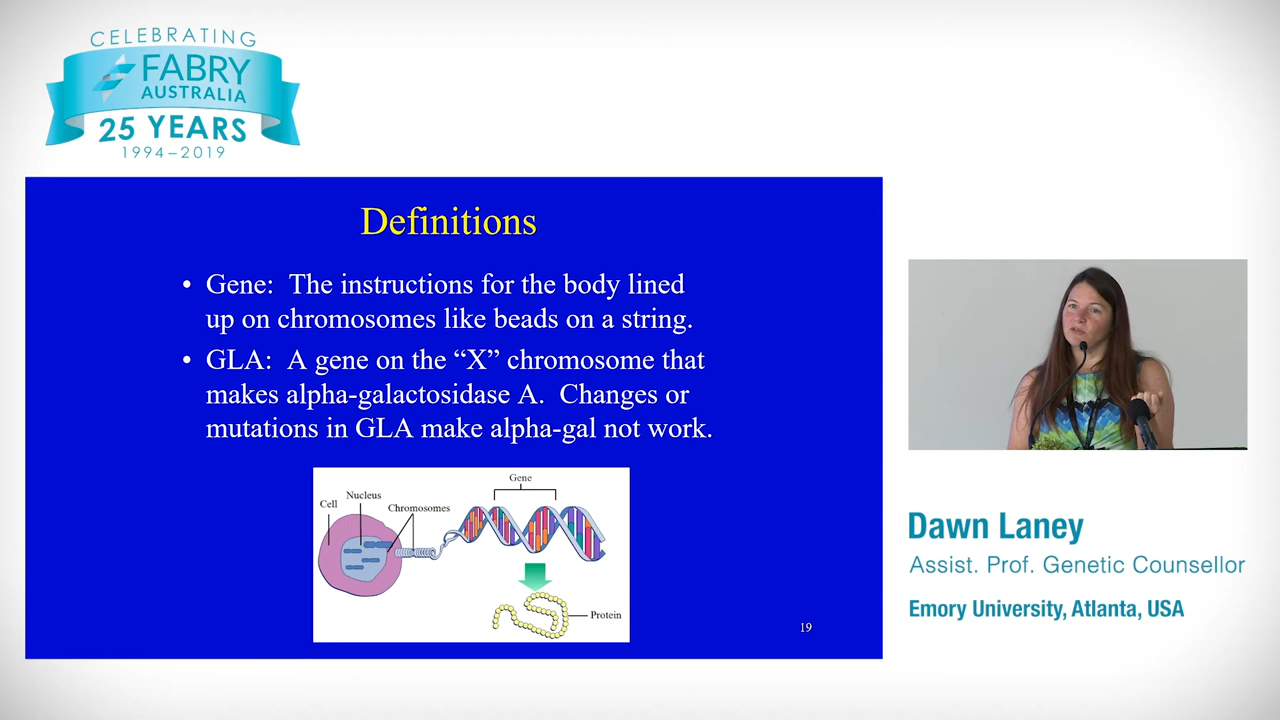 CELEBRATING
FABRY
AUSTRALIA
25 YEARS
1994–2019
Definitions
• Gene: The instructions for the body lined
up on chromosomes like beads on a string.
• GLA: A gene on the “X” chromosome that
makes alpha-galactosidase A. Changes or
mutations in GLA make alpha-gal not work.
Gene
Nucleus
Cell
Chromosomes
Protein
19
Dawn Laney
Assist. Prof. Genetic Counsellor
Emory University, Atlanta, USA